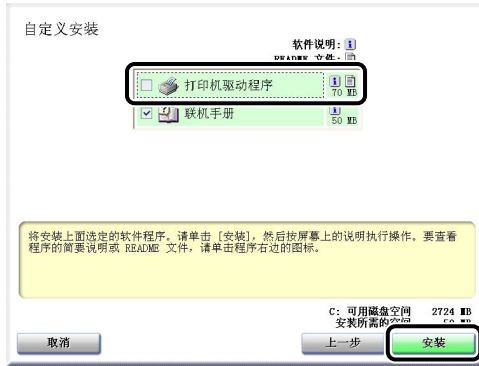 自定义安装
软件说明:
README 文件:
打印机驱动程序
70 MB
联机手册
50 MB
将安装上面选定的软件程序。请单击 [安装]，然后按屏幕上的说明执行操作。要查看
程序的简要说明或 README 文件，请单击程序右边的图标。
C: 可用磁盘空间 2724 MB
安装所需的空间 50 MB
取消
上一步
安装